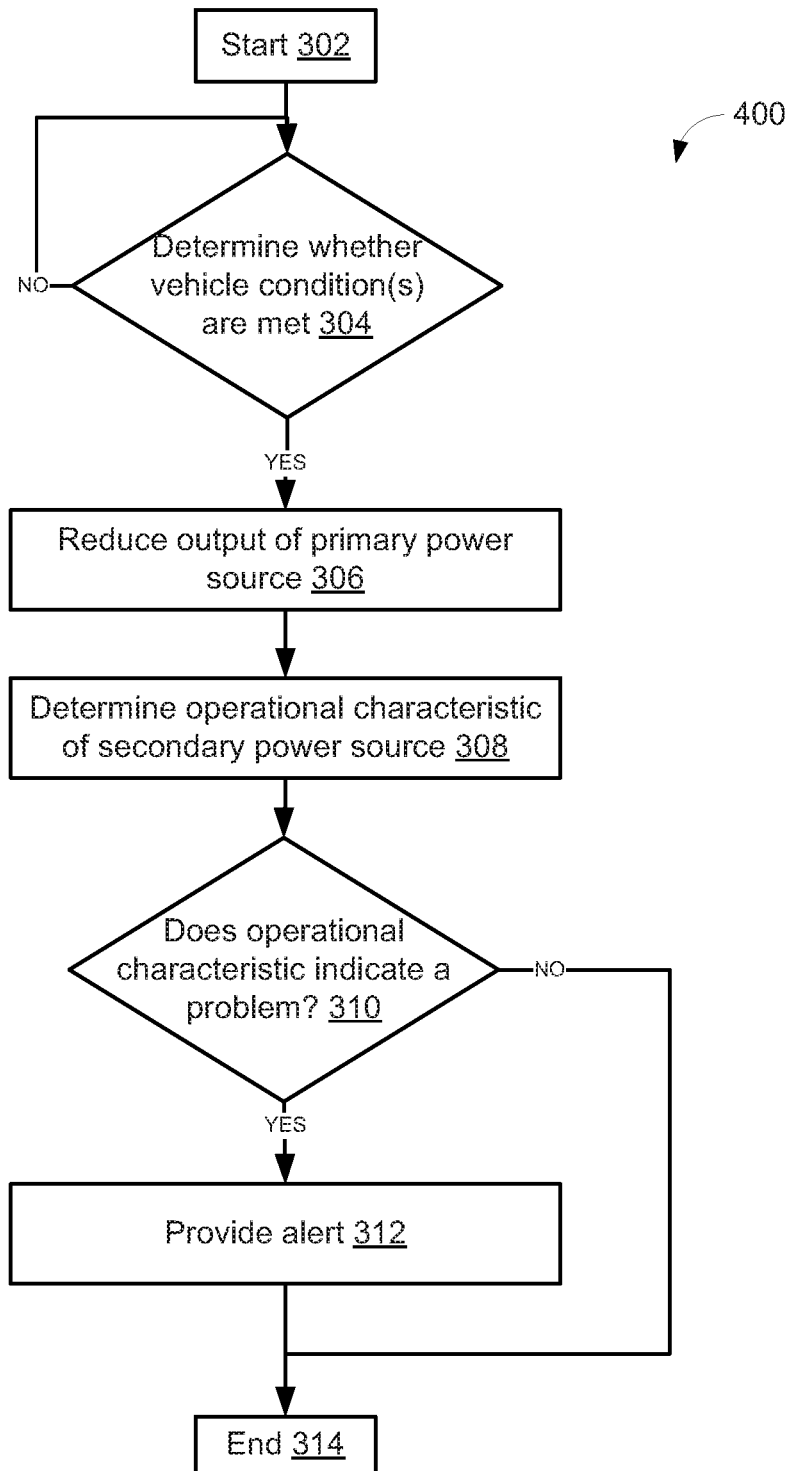 Start 302
400
Determine whether
vehicle condition(s)
are met 304
NO
YES
Reduce output of primary power
source 306
Determine operational characteristic
of secondary power source 308
Does operational
characteristic indicate a
problem? 310
NO
YES
Provide alert 312
End 314